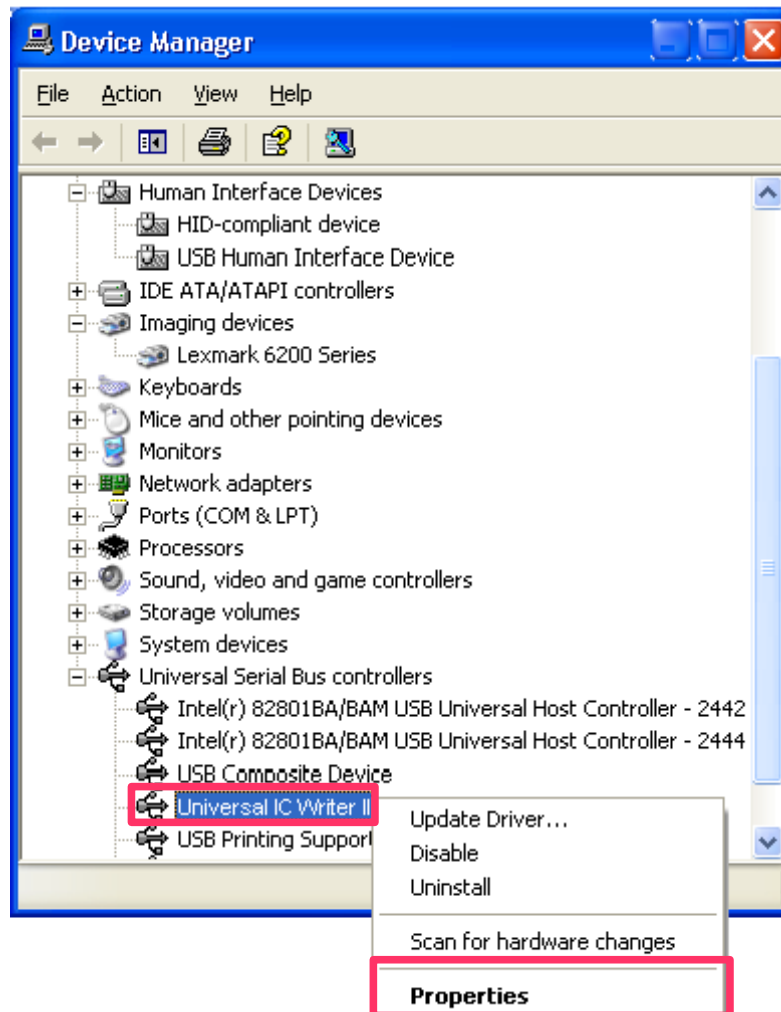 Device Manager
File Action View Help
Human Interface Devices
HID-compliant device
USB Human Interface Device
IDE ATA/ATAPI controllers
Imaging devices
Lexmark 6200 Series
Keyboards
Mice and other pointing devices
Monitors
Network adapters
Ports (COM & LPT)
Processors
Sound, video and game controllers
Storage volumes
System devices
Universal Serial Bus controllers
Intel(r) 82801BA/BAM USB Universal Host Controller - 2442
Intel(r) 82801BA/BAM USB Universal Host Controller - 2444
USB Composite Device
Universal IC Writer II
USB Printing Support
Update Driver...
Disable
Uninstall
Scan for hardware changes
Properties